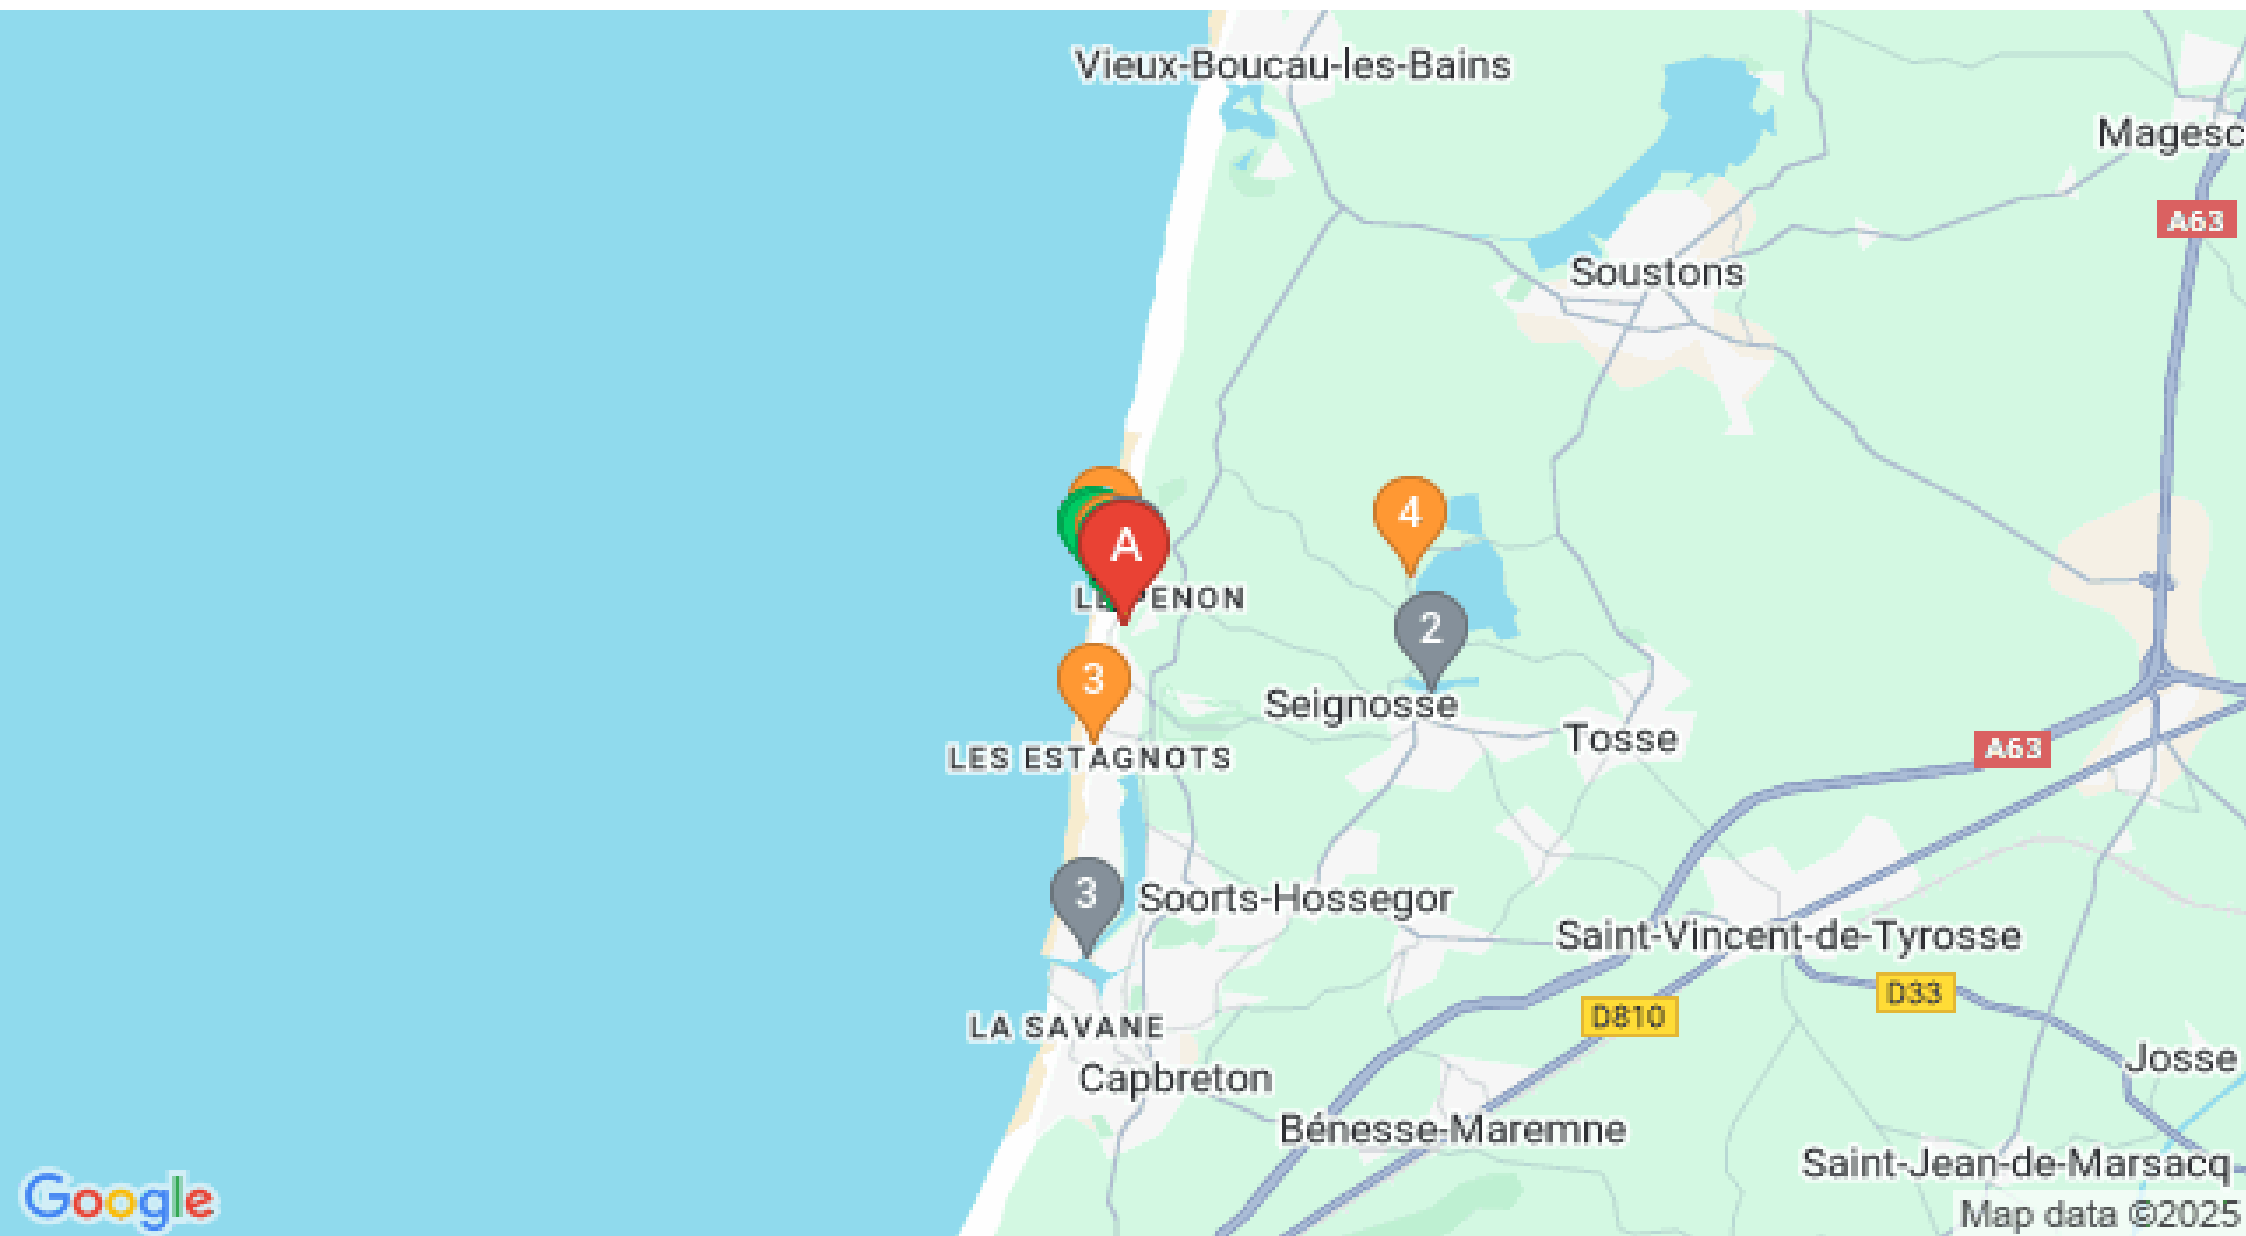 Vieux-Boucau-les-Bains
Magesc
A63
Soustons
4
A
LE PENON
2
3
Seignosse
Tosse
A63
LES ESTAGNOTS
3
Soorts-Hossegor
Saint-Vincent-de-Tyrosse
D33
D810
LA SAVANE
Josse
Capbreton
Bénesse-Maremne
Saint-Jean-de-Marsacq
Google
Map data ©2025